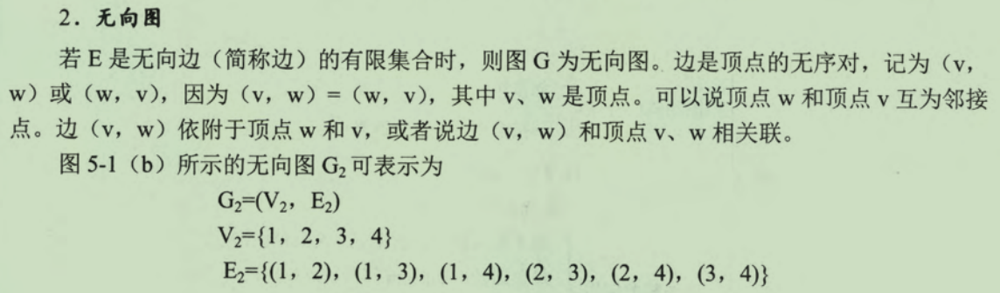 2．无向图
若 E 是无向边（简称边）的有限集合时，则图 G 为无向图。边是顶点的无序对，记为（v，
w）或（w，v），因为（v，w）=（w，v），其中 v、w 是顶点。可以说顶点 w 和顶点 v 互为邻接
点。边（v，w）依附于顶点 w 和 v，或者说边（v，w）和顶点 v、w 相关联。
图 5-1（b）所示的无向图 G₂可表示为
G₂=(V₂，E₂)
V₂={1，2，3，4}
E₂={(1，2)，(1，3)，(1，4)，(2，3)，(2，4)，(3，4)}